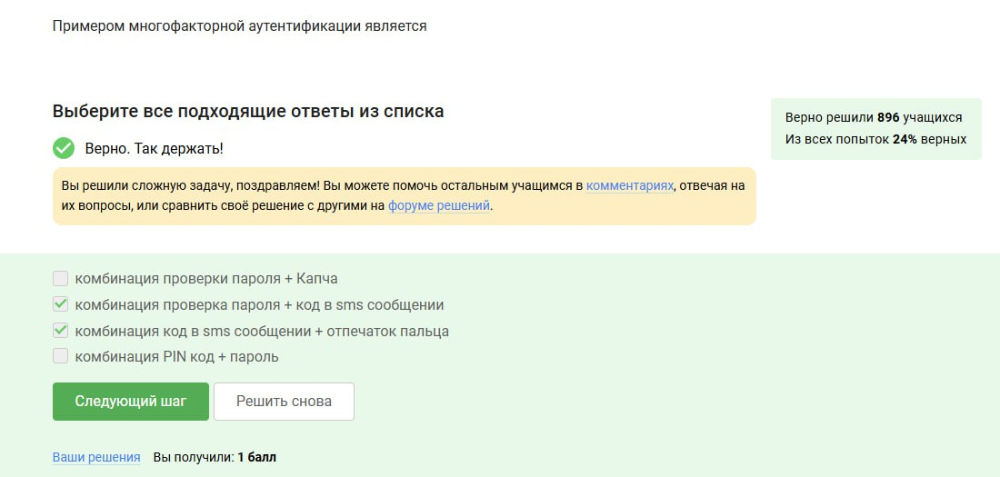 Примером многофакторной аутентификации является
Выберите все подходящие ответы из списка
Верно решили 896 учащихся
Из всех попыток 24% верных
Верно. Так держать!
Вы решили сложную задачу, поздравляем! Вы можете помочь остальным учащимся в комментариях, отвечая на
их вопросы, или сравнить своё решение с другими на форуме решений.
комбинация проверки пароля + Капча
комбинация проверка пароля + код в sms сообщении
комбинация код в sms сообщении + отпечаток пальца
комбинация PIN код + пароль
Следующий шаг
Решить снова
Ваши решения Вы получили: 1 балл